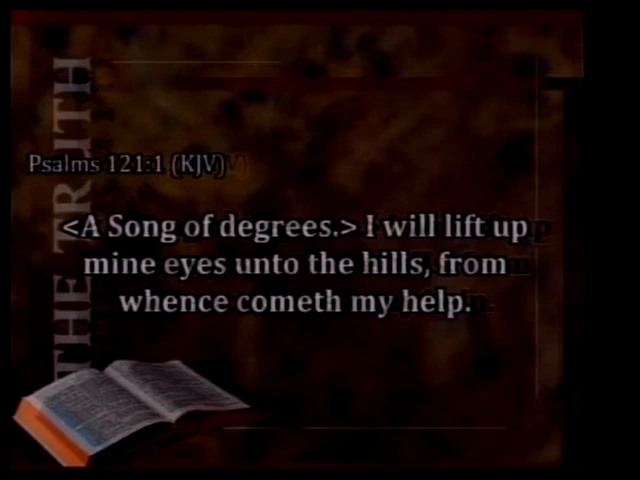 THE TRUTH
Psalms 121:1 (KJV)
<A Song of degrees.> I will lift up
mine eyes unto the hills, from
whence cometh my help.